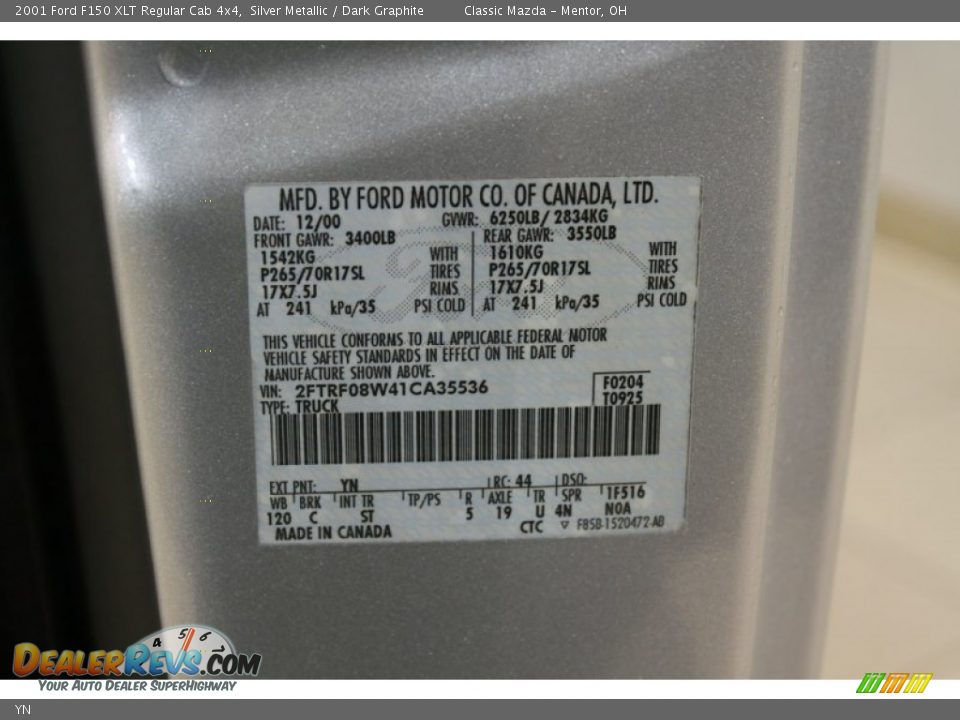 2001 Ford F150 XLT Regular Cab 4x4, Silver Metallic / Dark Graphite Classic Mazda – Mentor, OH
MFD. BY FORD MOTOR CO. OF CANADA, LTD.
DATE: 12/00 GVWR: 6250LB/ 2834KG
FRONT GAWR: 3400LB REAR GAWR: 3550LB
1542KG WITH 1610KG WITH
P265/70R17SL TIRES P265/70R17SL TIRES
17X7.5J RIMS 17X7.5J RIMS
AT 241 kPa/35 PSI COLD AT 241 kPa/35 PSI COLD
THIS VEHICLE CONFORMS TO ALL APPLICABLE FEDERAL MOTOR
VEHICLE SAFETY STANDARDS IN EFFECT ON THE DATE OF
MANUFACTURE SHOWN ABOVE.
VIN: 2FTRF08W41CA35536 F0204
TYPE: TRUCK T0925
EXT PNT: YN RC: 44 DSO:
WB BRK INT TR TP/PS R AXLE TR SPR 1F516
120 C ST 5 19 U 4N NOA
MADE IN CANADA CTC ▽ F85B-1520472-AB
4 5 6 7
DEALERREVS.COM
YOUR AUTO DEALER SUPERHIGHWAY
YN